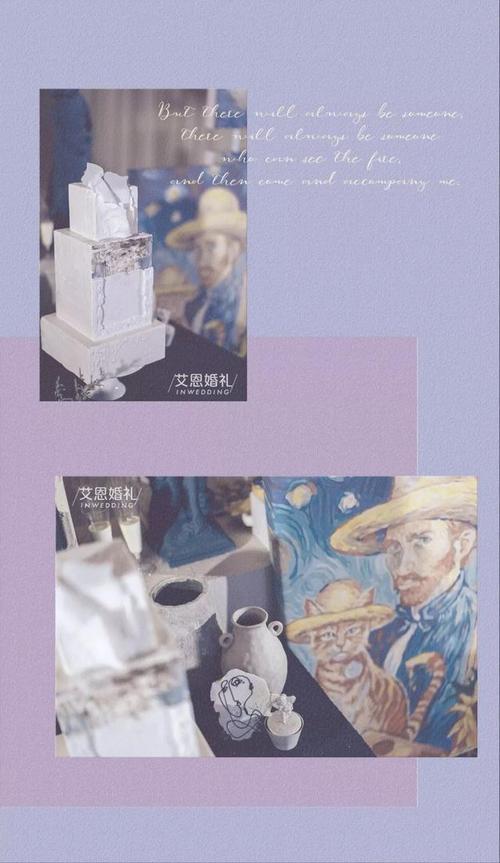 But there will always be someone,
there will always be someone
who can see the fire,
and then come and accompany me.
艾恩婚礼
INWEDDING
艾恩婚礼
INWEDDING